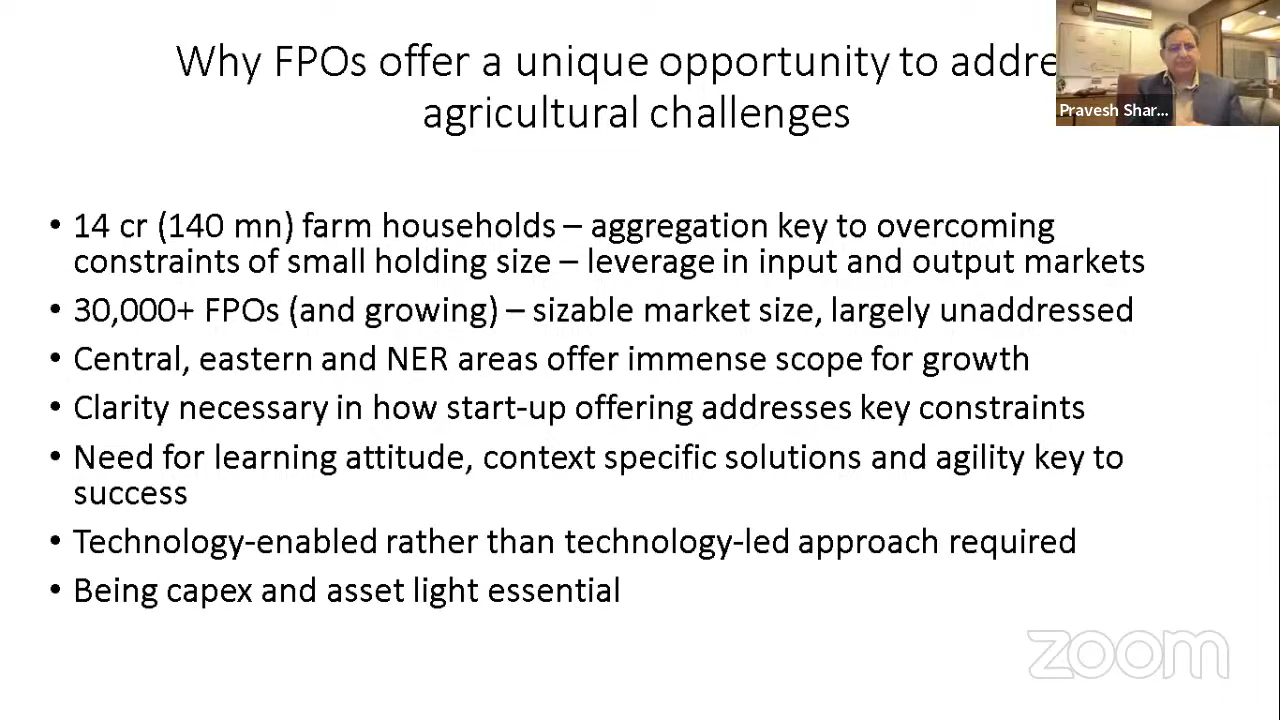 Why FPOs offer a unique opportunity to addre
agricultural challenges
Pravesh Shar...
• 14 cr (140 mn) farm households – aggregation key to overcoming
constraints of small holding size – leverage in input and output markets
• 30,000+ FPOs (and growing) – sizable market size, largely unaddressed
• Central, eastern and NER areas offer immense scope for growth
• Clarity necessary in how start-up offering addresses key constraints
• Need for learning attitude, context specific solutions and agility key to
success
• Technology-enabled rather than technology-led approach required
• Being capex and asset light essential
zoom